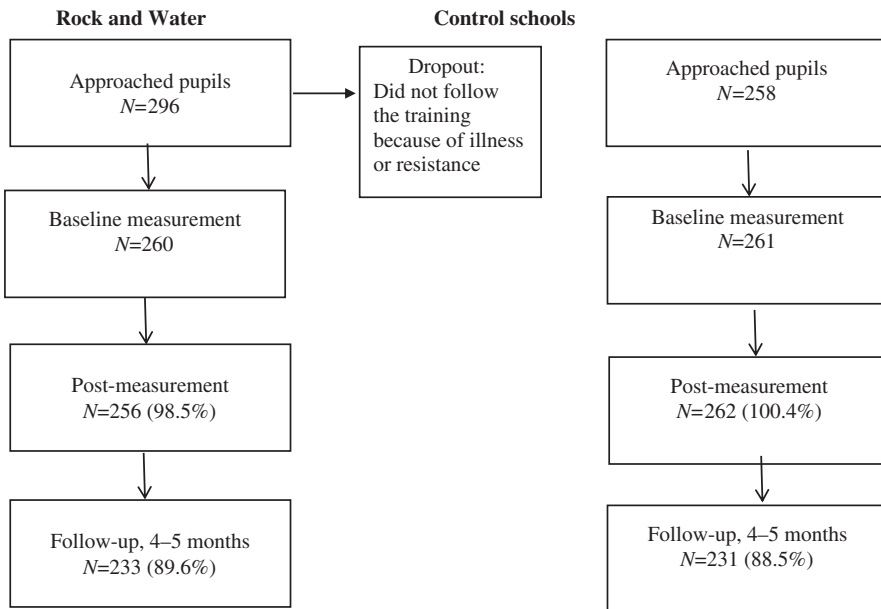 Rock and Water
Control schools
Approached pupils
N=296
Dropout:
Did not follow
the training
because of illness
or resistance
Approached pupils
N=258
Baseline measurement
N=260
Baseline measurement
N=261
Post-measurement
N=256 (98.5%)
Post-measurement
N=262 (100.4%)
Follow-up, 4–5 months
N=233 (89.6%)
Follow-up, 4–5 months
N=231 (88.5%)